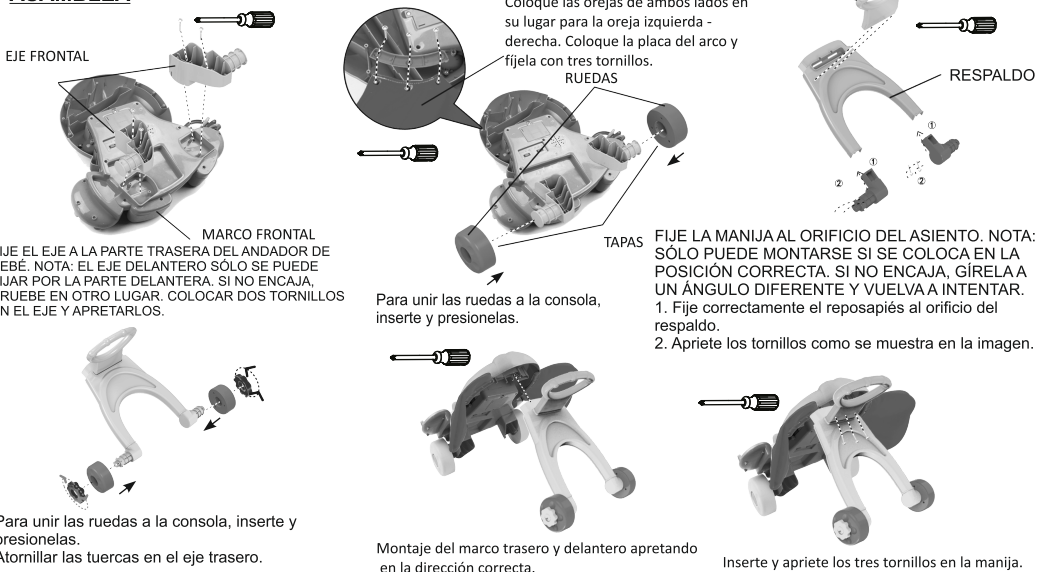 EJE FRONTAL
MARCO FRONTAL
IJE EL EJE A LA PARTE TRASERA DEL ANDADOR DE
EBÉ. NOTA: EL EJE DELANTERO SÓLO SE PUEDE
IJAR POR LA PARTE DELANTERA. SI NO ENCAJA,
RUEBE EN OTRO LUGAR. COLOCAR DOS TORNILLOS
N EL EJE Y APRETARLOS.
Coloque las orejas de ambos lados en
su lugar para la oreja izquierda -
derecha. Coloque la placa del arco y
fíjela con tres tornillos.
RUEDAS
TAPAS
Para unir las ruedas a la consola,
inserte y presionelas.
RESPALDO
①
①
②
②
FIJE LA MANIJA AL ORIFICIO DEL ASIENTO. NOTA:
SÓLO PUEDE MONTARSE SI SE COLOCA EN LA
POSICIÓN CORRECTA. SI NO ENCAJA, GÍRELA A
UN ÁNGULO DIFERENTE Y VUELVA A INTENTAR.
1. Fije correctamente el reposapiés al orificio del
respaldo.
2. Apriete los tornillos como se muestra en la imagen.
Para unir las ruedas a la consola, inserte y
presionelas.
Atornillar las tuercas en el eje trasero.
Montaje del marco trasero y delantero apretando
en la dirección correcta.
Inserte y apriete los tres tornillos en la manija.